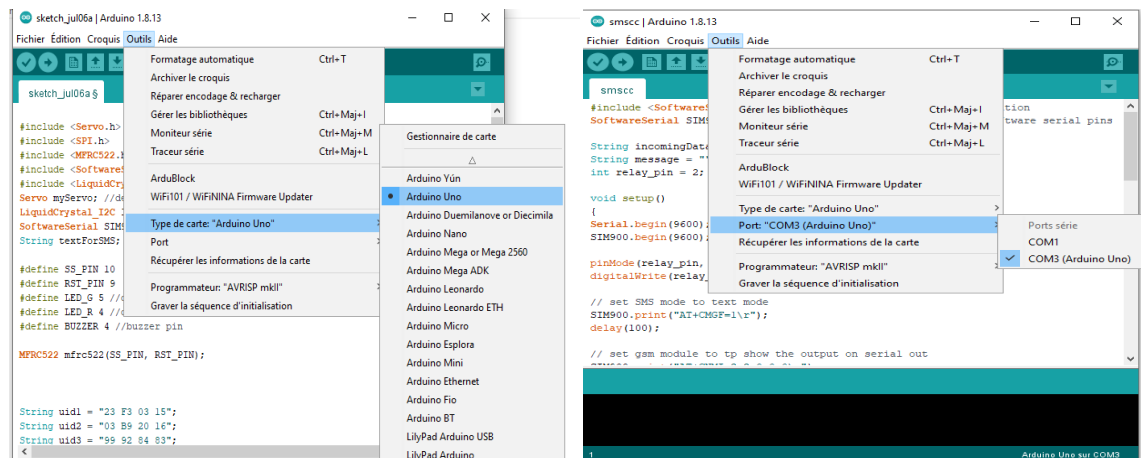 sketch_jul06a | Arduino 1.8.13
Fichier Édition Croquis Outils Aide
sketch_jul06a §
#include <Servo.h>
#include <SPI.h>
#include <MFRC522.h
#include <SoftwareS
#include <LiquidCry
Servo myServo; //de
LiquidCrystal_I2C
SoftwareSerial SIM9
String textForSMS;
#define SS_PIN 10
#define RST_PIN 9
#define LED_G 5 //d
#define LED_R 4 //d
#define BUZZER 4 //buzzer pin
MFRC522 mfrc522(SS_PIN, RST_PIN);
String uid1 = "23 F3 03 15";
String uid2 = "03 B9 20 16";
String uid3 = "99 92 84 83";
Formatage automatique Ctrl+T
Archiver le croquis
Réparer encodage & recharger
Gérer les bibliothèques Ctrl+Maj+I
Moniteur série Ctrl+Maj+M
Traceur série Ctrl+Maj+L
ArduBlock
WiFi101 / WiFiNINA Firmware Updater
Type de carte: "Arduino Uno"
Port
Récupérer les informations de la carte
Programmateur: "AVRISP mkII"
Graver la séquence d'initialisation
Gestionnaire de carte
Arduino Yún
Arduino Uno
Arduino Duemilanove or Diecimila
Arduino Nano
Arduino Mega or Mega 2560
Arduino Mega ADK
Arduino Leonardo
Arduino Leonardo ETH
Arduino Micro
Arduino Esplora
Arduino Mini
Arduino Ethernet
Arduino Fio
Arduino BT
LilyPad Arduino USB
LilyPad Arduino
smscc | Arduino 1.8.13
Fichier Édition Croquis Outils Aide
smscc
#include <SoftwareS tion
SoftwareSerial SIM9 tware serial pins
String incomingData
String message = "
int relay_pin = 2;
void setup()
{
Serial.begin(9600);
SIM900.begin(9600);
pinMode(relay_pin,
digitalWrite(relay_
// set SMS mode to text mode
SIM900.print("AT+CMGF=1\r");
delay(100);
// set gsm module to tp show the output on serial out
Formatage automatique Ctrl+T
Archiver le croquis
Réparer encodage & recharger
Gérer les bibliothèques Ctrl+Maj+I
Moniteur série Ctrl+Maj+M
Traceur série Ctrl+Maj+L
ArduBlock
WiFi101 / WiFiNINA Firmware Updater
Type de carte: "Arduino Uno"
Port: "COM3 (Arduino Uno)"
Récupérer les informations de la carte
Programmateur: "AVRISP mkII"
Graver la séquence d'initialisation
Ports série
COM1
COM3 (Arduino Uno)
1 Arduino Uno sur COM3